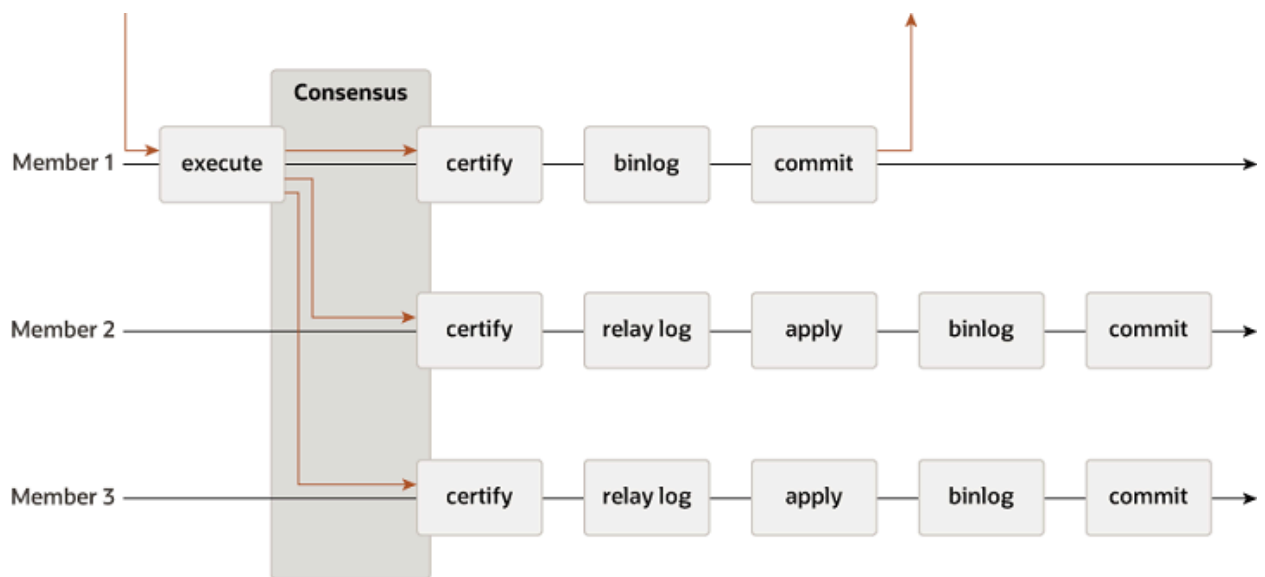 Consensus
Member 1 execute certify binlog commit
Member 2 certify relay log apply binlog commit
Member 3 certify relay log apply binlog commit